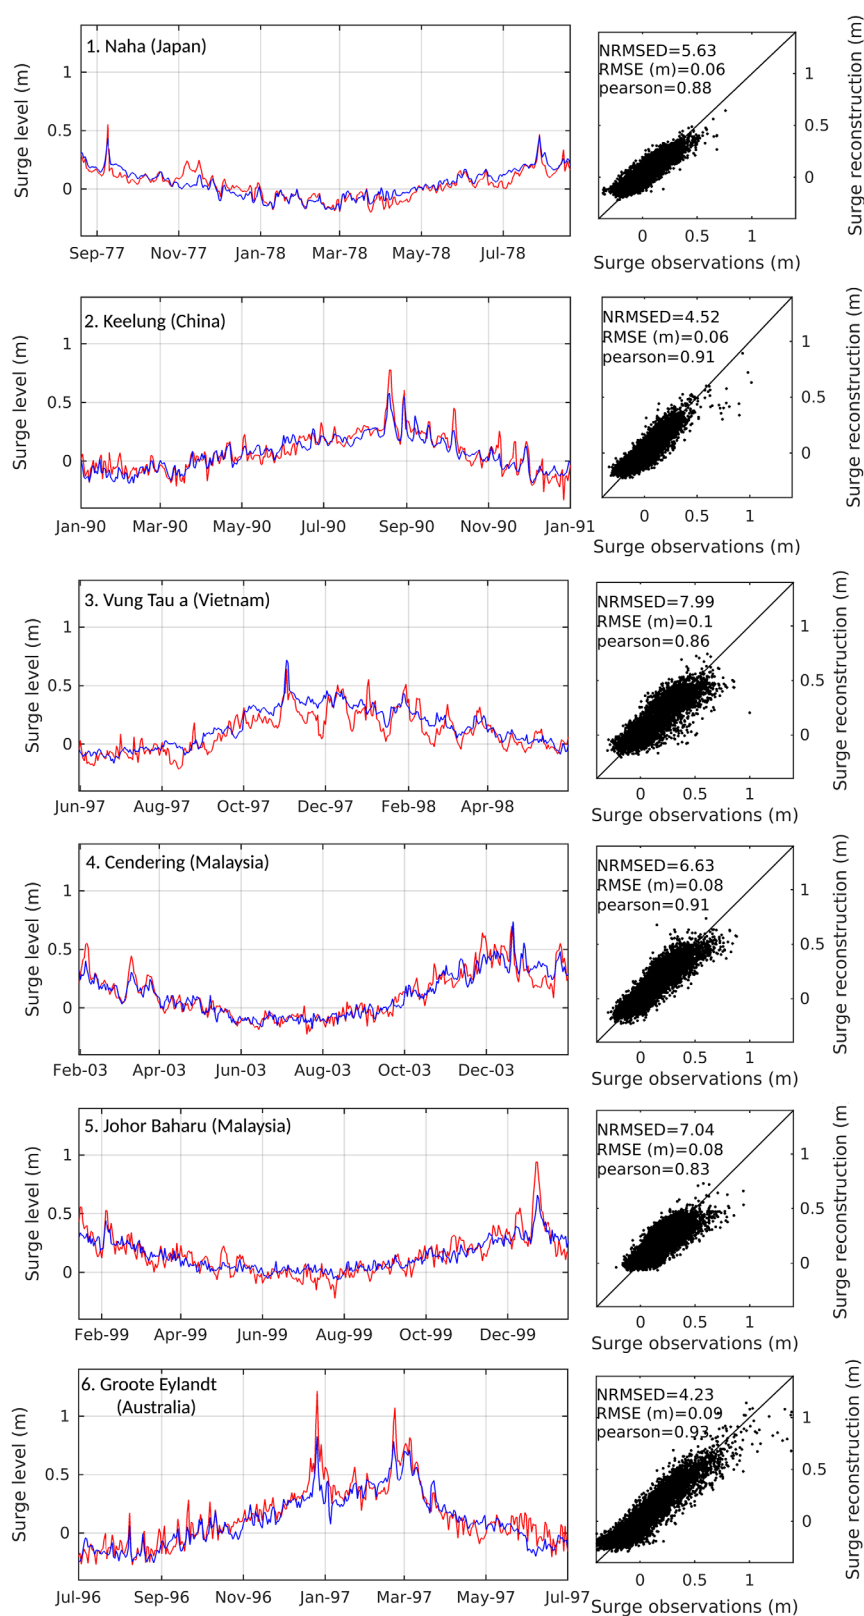 1. Naha (Japan)
Surge level (m)
1
0.5
0
Sep-77 Nov-77 Jan-78 Mar-78 May-78 Jul-78
NRMSED=5.63
RMSE (m)=0.06
pearson=0.88
1
0.5
0
0 0.5 1
Surge observations (m)
Surge reconstruction (m)
2. Keelung (China)
Surge level (m)
1
0.5
0
Jan-90 Mar-90 May-90 Jul-90 Sep-90 Nov-90 Jan-91
NRMSED=4.52
RMSE (m)=0.06
pearson=0.91
1
0.5
0
0 0.5 1
Surge observations (m)
Surge reconstruction (m)
3. Vung Tau a (Vietnam)
Surge level (m)
1
0.5
0
Jun-97 Aug-97 Oct-97 Dec-97 Feb-98 Apr-98
NRMSED=7.99
RMSE (m)=0.1
pearson=0.86
1
0.5
0
0 0.5 1
Surge observations (m)
Surge reconstruction (m)
4. Cendering (Malaysia)
Surge level (m)
1
0.5
0
Feb-03 Apr-03 Jun-03 Aug-03 Oct-03 Dec-03
NRMSED=6.63
RMSE (m)=0.08
pearson=0.91
1
0.5
0
0 0.5 1
Surge observations (m)
Surge reconstruction (m)
5. Johor Baharu (Malaysia)
Surge level (m)
1
0.5
0
Feb-99 Apr-99 Jun-99 Aug-99 Oct-99 Dec-99
NRMSED=7.04
RMSE (m)=0.08
pearson=0.83
1
0.5
0
0 0.5 1
Surge observations (m)
Surge reconstruction (m)
6. Groote Eylandt
(Australia)
Surge level (m)
1
0.5
0
Jul-96 Sep-96 Nov-96 Jan-97 Mar-97 May-97 Jul-97
NRMSED=4.23
RMSE (m)=0.09
pearson=0.93
1
0.5
0
0 0.5 1
Surge observations (m)
Surge reconstruction (m)